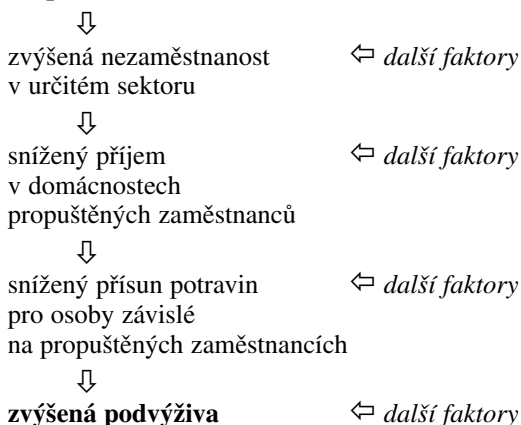 ⇩
zvýšená nezaměstnanost ⇦ další faktory
v určitém sektoru
⇩
snížený příjem ⇦ další faktory
v domácnostech
propuštěných zaměstnanců
⇩
snížený přísun potravin ⇦ další faktory
pro osoby závislé
na propuštěných zaměstnancích
⇩
zvýšená podvýživa ⇦ další faktory